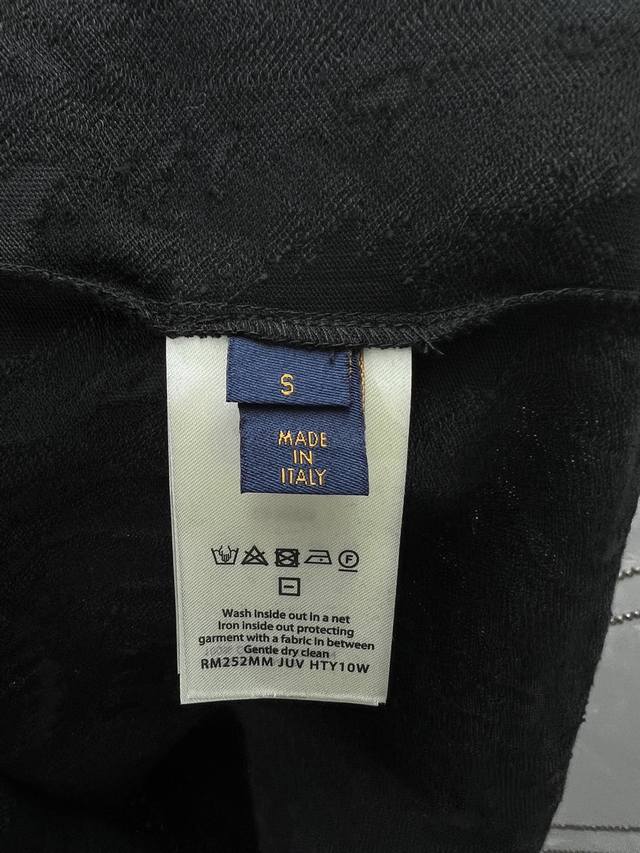 S
MADE
IN
ITALY
F
Wash inside out in a net
Iron inside out protecting
garment with a fabric in between
Gentle dry clean
RM252MM JUV HTY10W